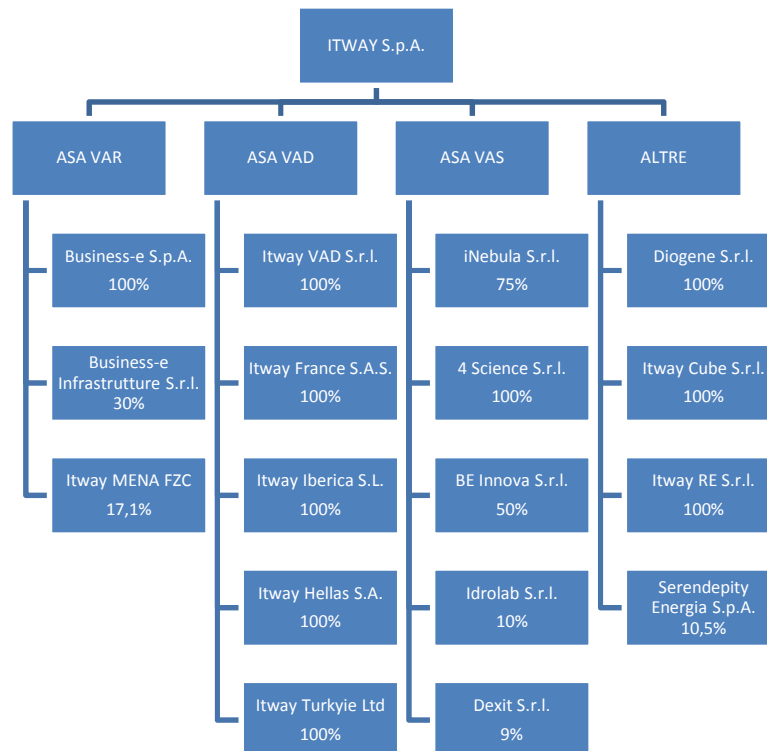 ITWAY S.p.A.
ASA VAR
ASA VAD
ASA VAS
ALTRE
Business-e S.p.A.
100%
Business-e
Infrastrutture S.r.l.
30%
Itway MENA FZC
17,1%
Itway VAD S.r.l.
100%
Itway France S.A.S.
100%
Itway Iberica S.L.
100%
Itway Hellas S.A.
100%
Itway Turkyie Ltd
100%
iNebula S.r.l.
75%
4 Science S.r.l.
100%
BE Innova S.r.l.
50%
Idrolab S.r.l.
10%
Dexit S.r.l.
9%
Diogene S.r.l.
100%
Itway Cube S.r.l.
100%
Itway RE S.r.l.
100%
Serendepity
Energia S.p.A.
10,5%